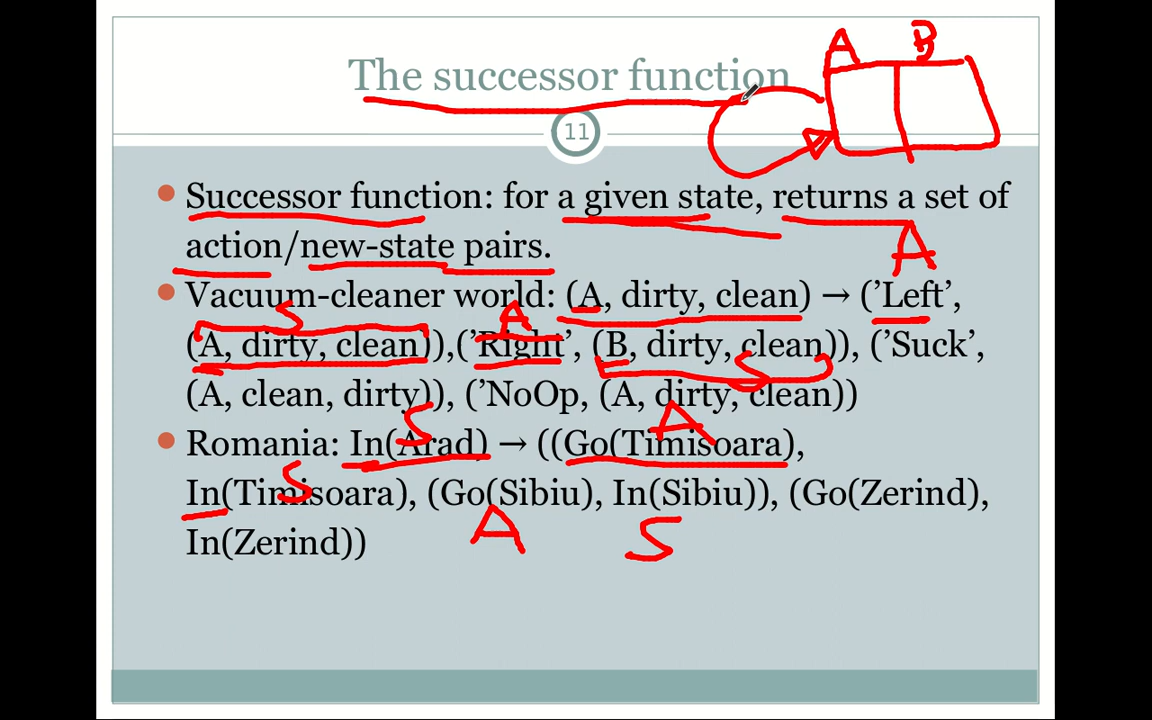 A B
The successor function
11
Successor function: for a given state, returns a set of
action/new-state pairs.
A
Vacuum-cleaner world: (A, dirty, clean) → (’Left’,
S A
(A, dirty, clean)),(’Right’, (B, dirty, clean)), (’Suck’,
S
(A, clean, dirty)), (’NoOp, (A, dirty, clean))
S A
Romania: In(Arad) → ((Go(Timisoara),
S
In(Timisoara), (Go(Sibiu), In(Sibiu)), (Go(Zerind),
A S
In(Zerind))